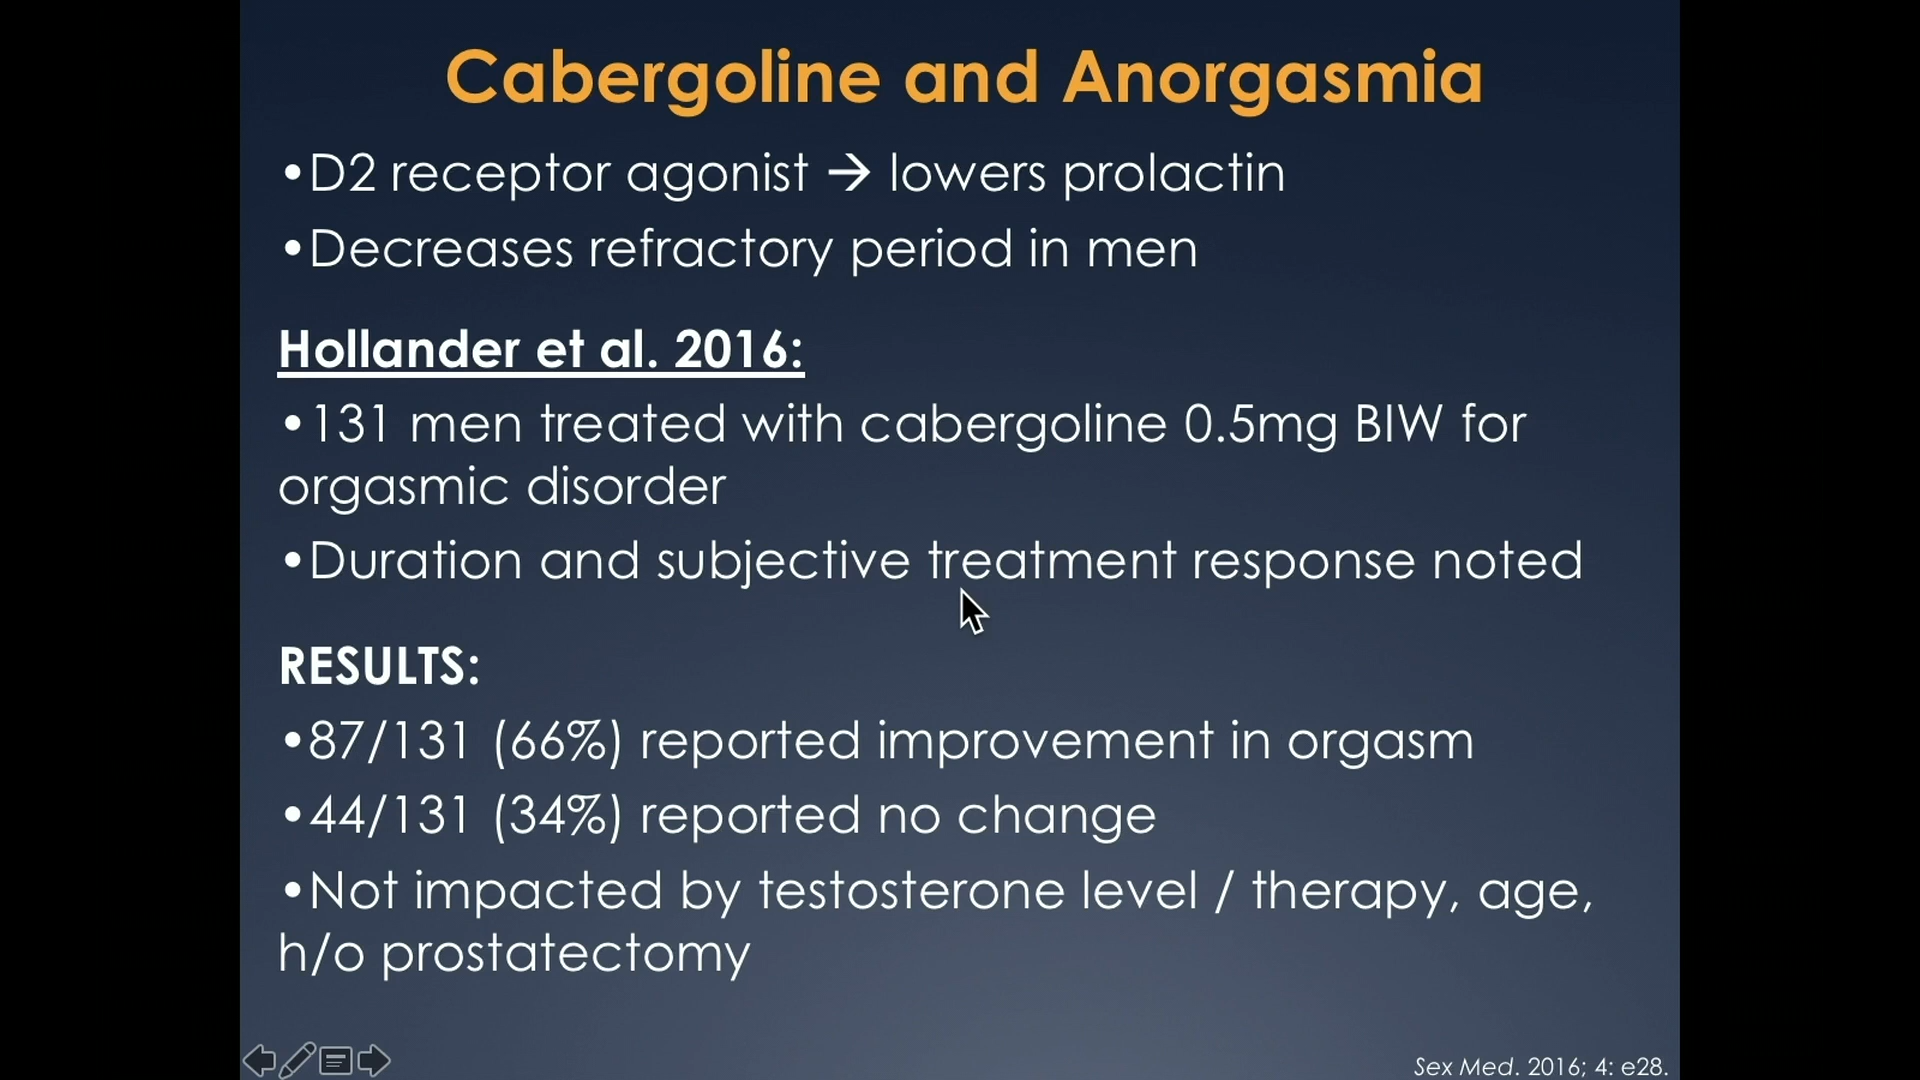 Cabergoline and Anorgasmia
•D2 receptor agonist → lowers prolactin
•Decreases refractory period in men
Hollander et al. 2016:
•131 men treated with cabergoline 0.5mg BIW for
orgasmic disorder
•Duration and subjective treatment response noted
RESULTS:
•87/131 (66%) reported improvement in orgasm
•44/131 (34%) reported no change
•Not impacted by testosterone level / therapy, age,
h/o prostatectomy
Sex Med. 2016; 4: e28.